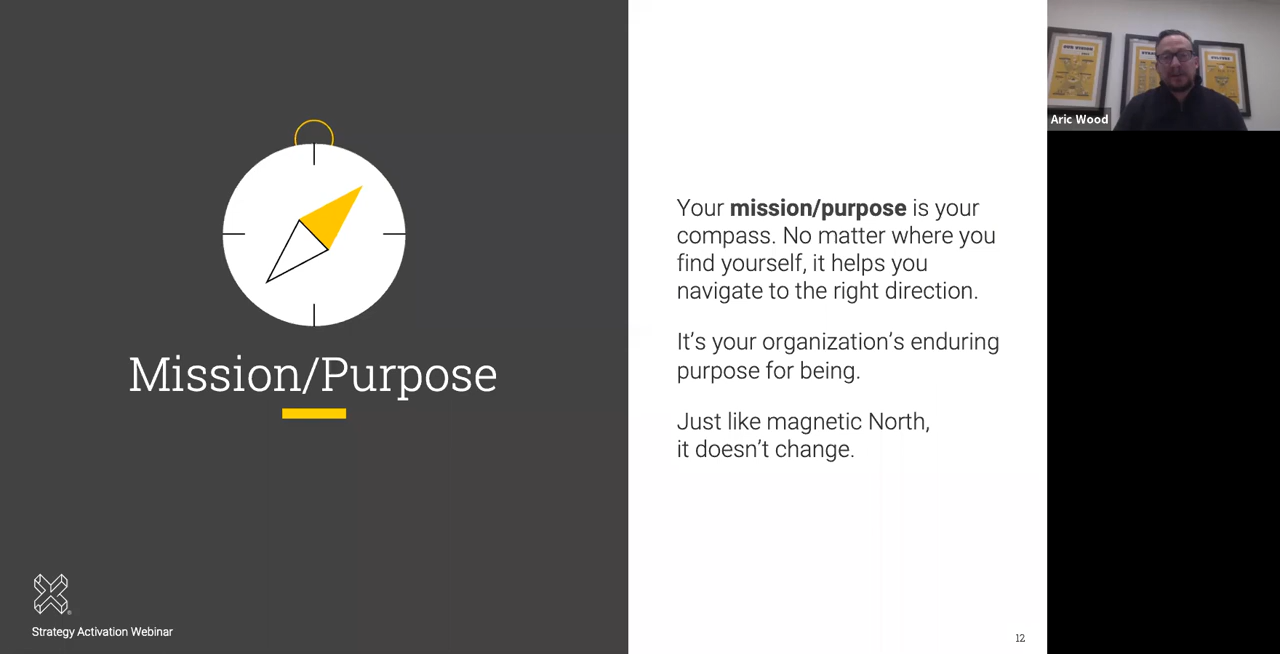 Mission/Purpose
Strategy Activation Webinar
Your mission/purpose is your
compass. No matter where you
find yourself, it helps you
navigate to the right direction.
It’s your organization’s enduring
purpose for being.
Just like magnetic North,
it doesn’t change.
12
Aric Wood
OUR VISION